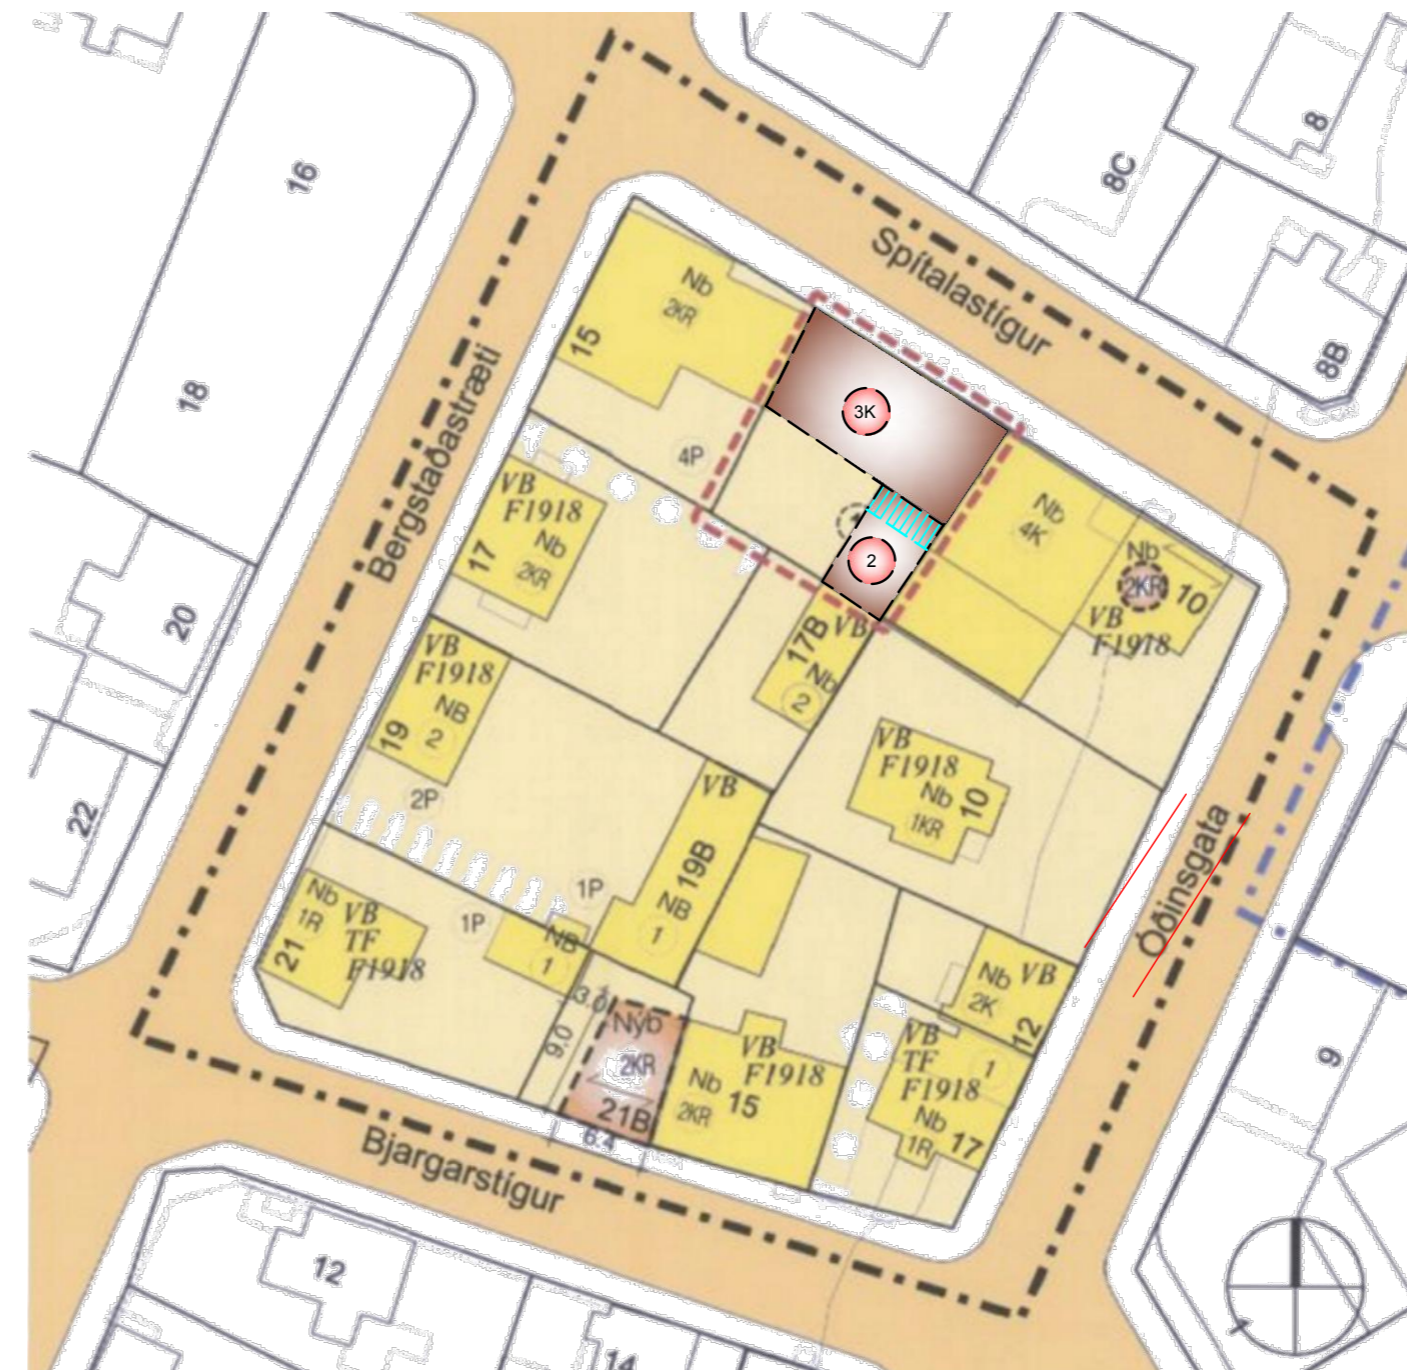 8
8C
16
Spítalastígur
Nb
2KR
8B
15
Bergstaðastræti
18
3K
4P
VB
F1918
Nb
2KR
17
Nb
4K
Nb
2KR
10
VB
F1918
2
20
17B
VB
Nb
2
VB
F1918
NB
2
19
VB
F1918
Nb
1KR
10
22
2P
VB
19B
NB
1
Óðinsgata
1P
1P
Nb
1R
VB
TF
F1918
21
NB
1
Nb
VB
2K
12
3.0
9.0
Nýb
2KR
21B
6.4
VB
F1918
Nb
15
2KR
VB
TF
F1918
1
Nb
17
1R
9
Bjargarstígur
12
14